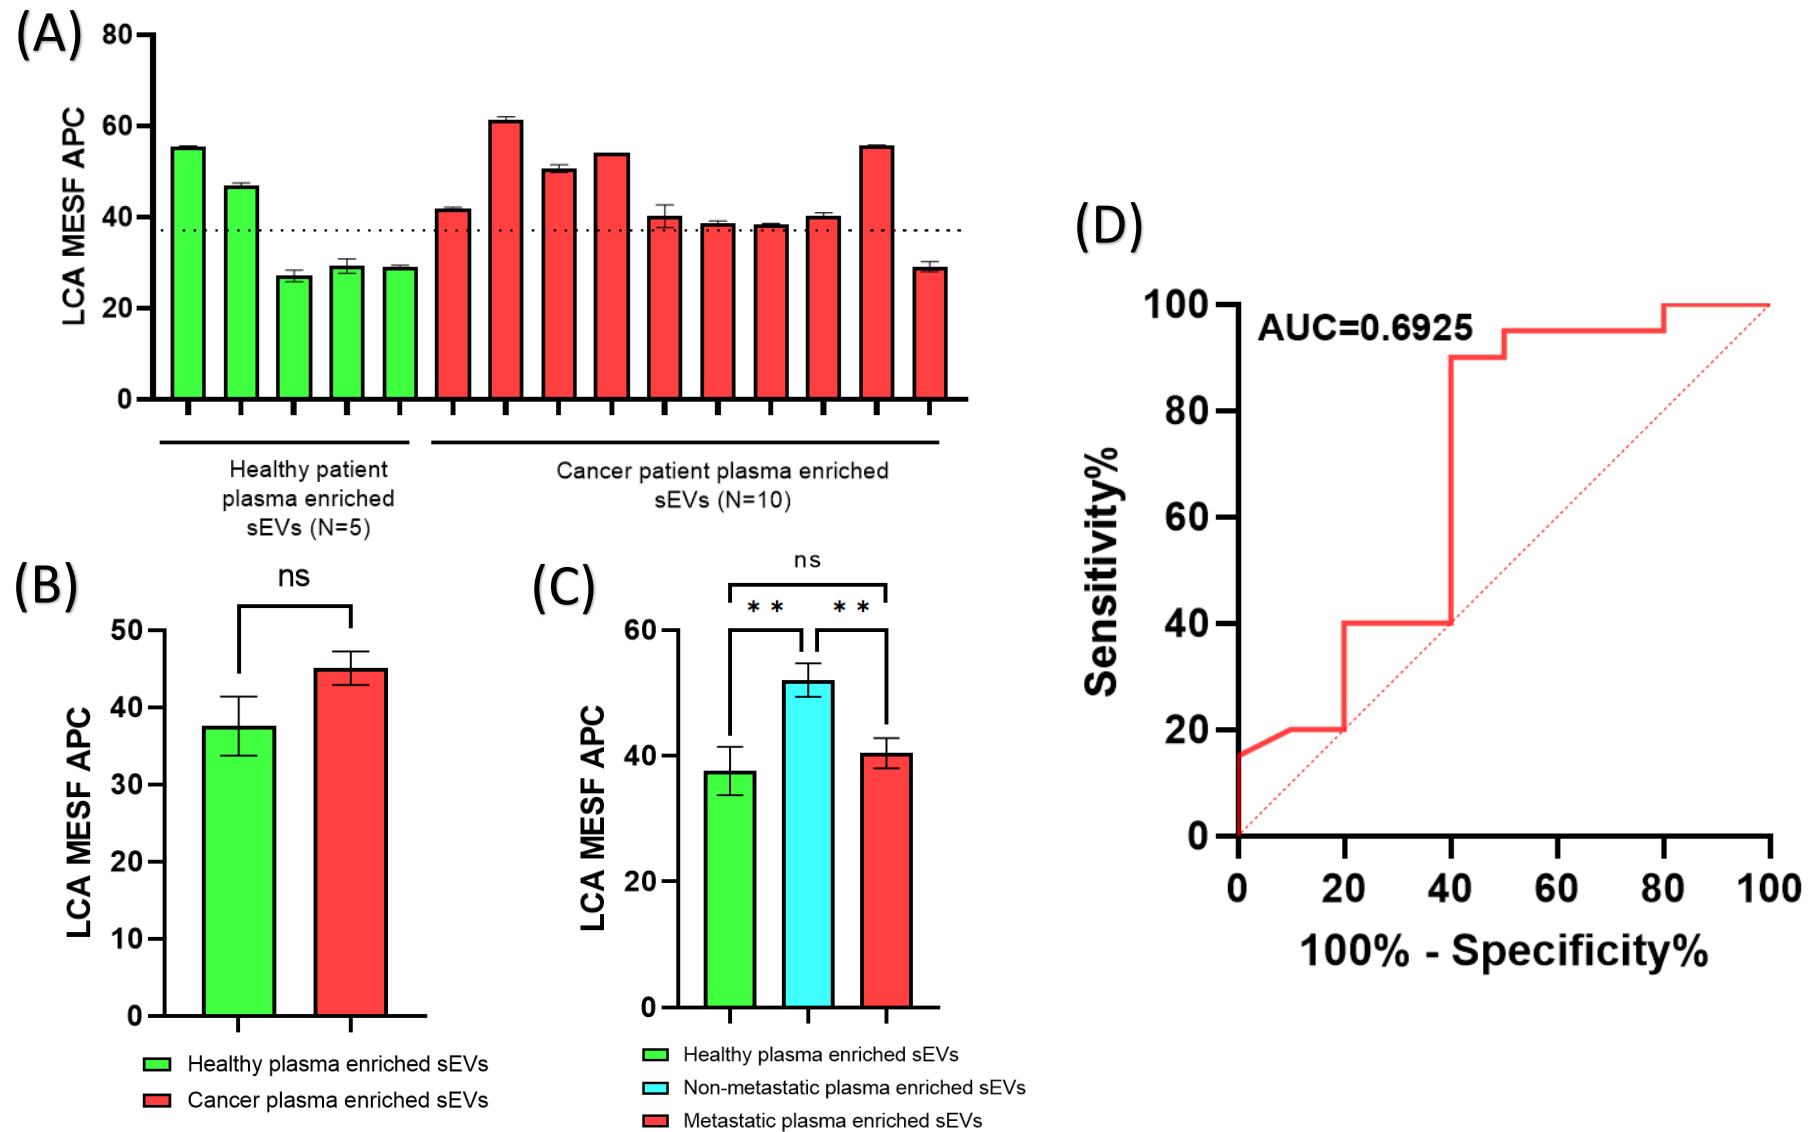 (A)
LCA MESF APC
80
60
40
20
0
Healthy patient
plasma enriched
sEVs (N=5)
Cancer patient plasma enriched
sEVs (N=10)
(B)
ns
LCA MESF APC
50
40
30
20
10
0
Healthy plasma enriched sEVs
Cancer plasma enriched sEVs
(C)
ns
** **
LCA MESF APC
60
40
20
0
Healthy plasma enriched sEVs
Non-metastatic plasma enriched sEVs
Metastatic plasma enriched sEVs
(D)
AUC=0.6925
Sensitivity%
100
80
60
40
20
0
0 20 40 60 80 100
100% - Specificity%